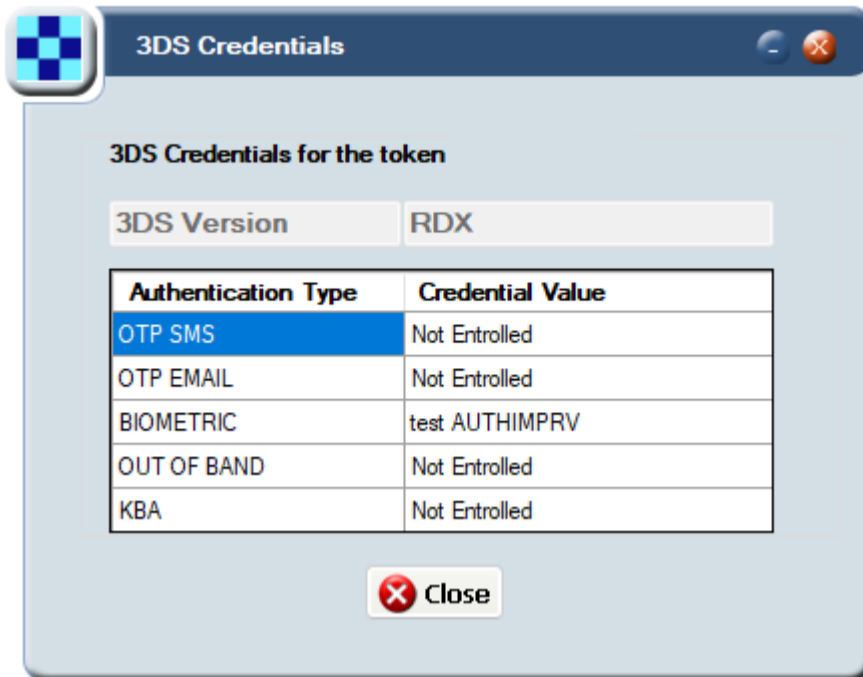 3DS Credentials
3DS Credentials for the token
3DS Version RDX
Authentication Type Credential Value
OTP SMS Not Entrolled
OTP EMAIL Not Entrolled
BIOMETRIC test AUTHIMPRV
OUT OF BAND Not Entrolled
KBA Not Entrolled
Close